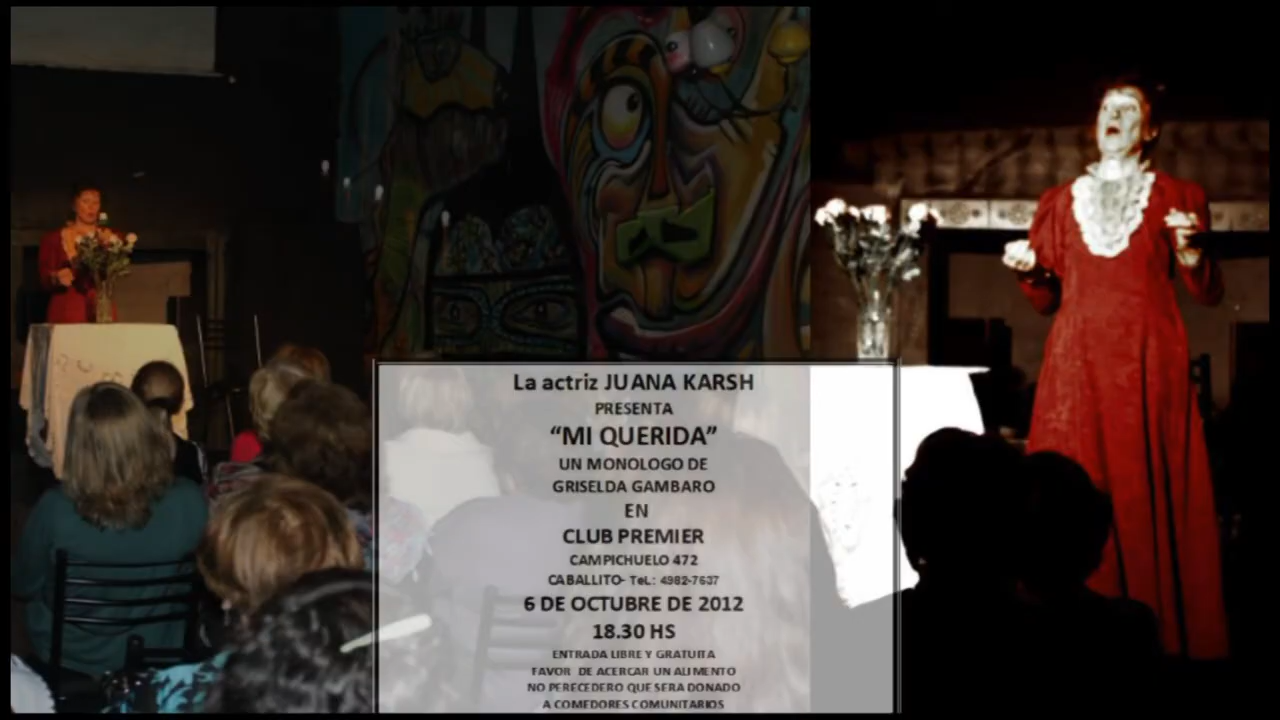 La actriz JUANA KARSH
PRESENTA
“MI QUERIDA”
UN MONOLOGO DE
GRISELDA GAMBARO
EN
CLUB PREMIER
CAMPICHUELO 472
CABALLITO- TeL.: 4982-7637
6 DE OCTUBRE DE 2012
18.30 HS
ENTRADA LIBRE Y GRATUITA
FAVOR DE ACERCAR UN ALIMENTO
NO PERECEDERO QUE SERA DONADO
A COMEDORES COMUNITARIOS